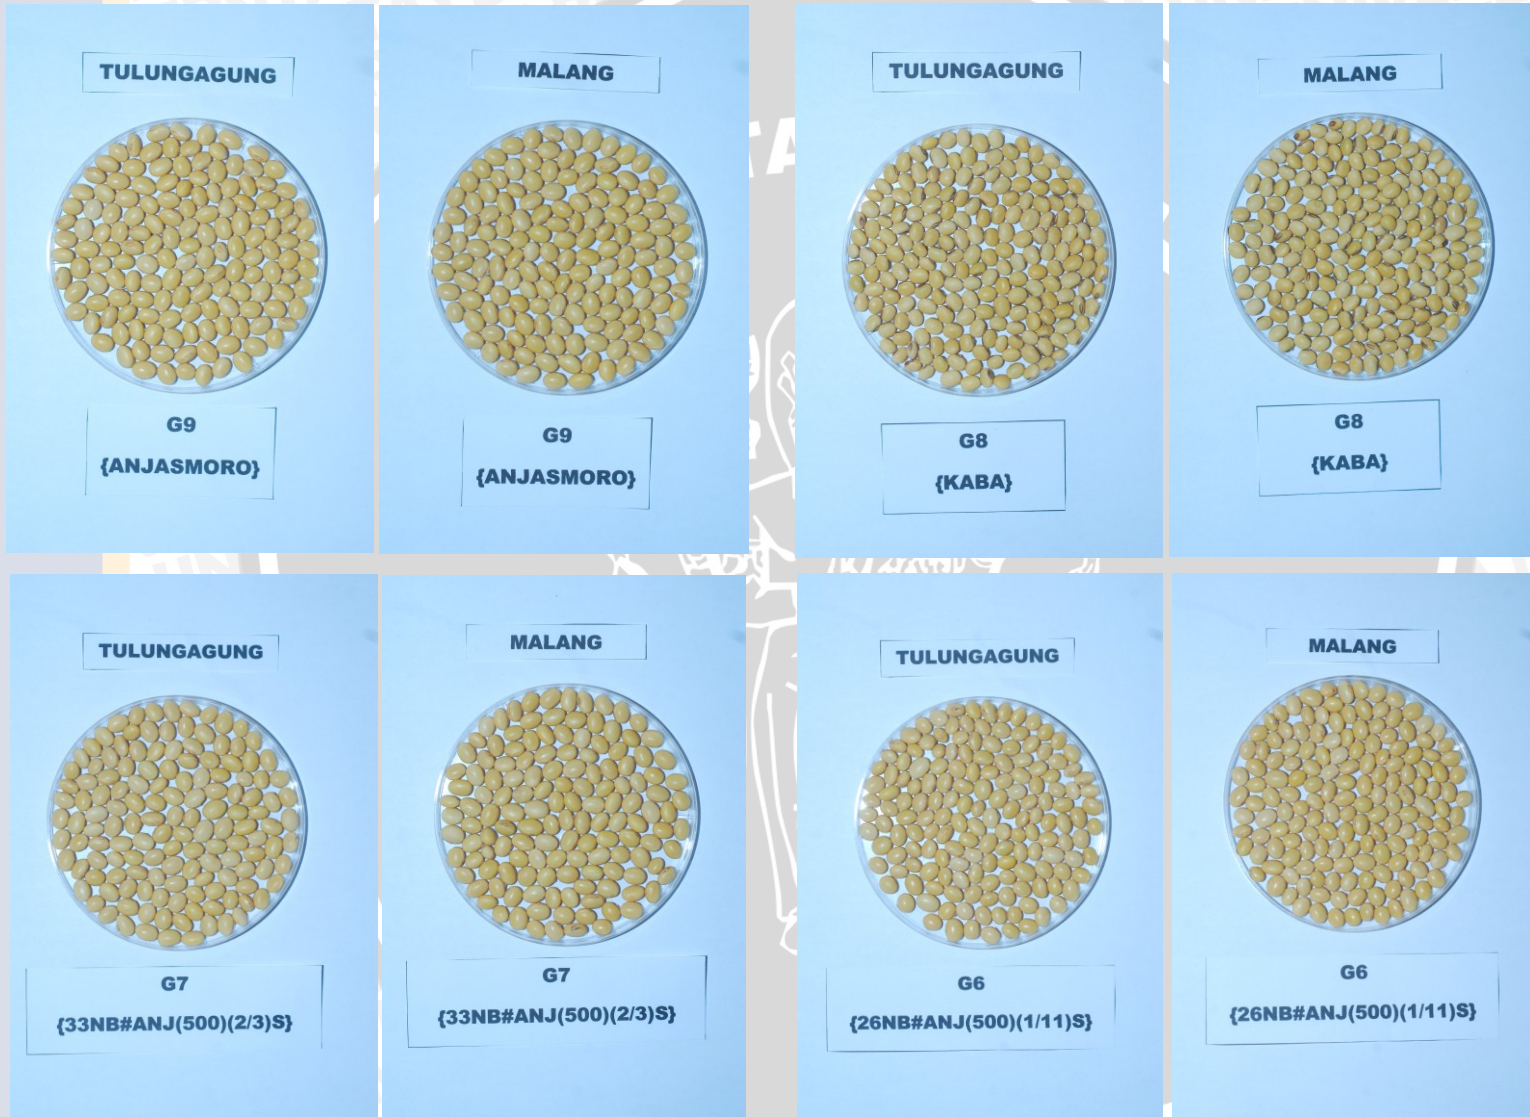 TULUNGAGUNG
G9
{ANJASMORO}
MALANG
G9
{ANJASMORO}
TULUNGAGUNG
G8
{KABA}
MALANG
G8
{KABA}
TULUNGAGUNG
G7
{33NB#ANJ(500)(2/3)S}
MALANG
G7
{33NB#ANJ(500)(2/3)S}
TULUNGAGUNG
G6
{26NB#ANJ(500)(1/11)S}
MALANG
G6
{26NB#ANJ(500)(1/11)S}